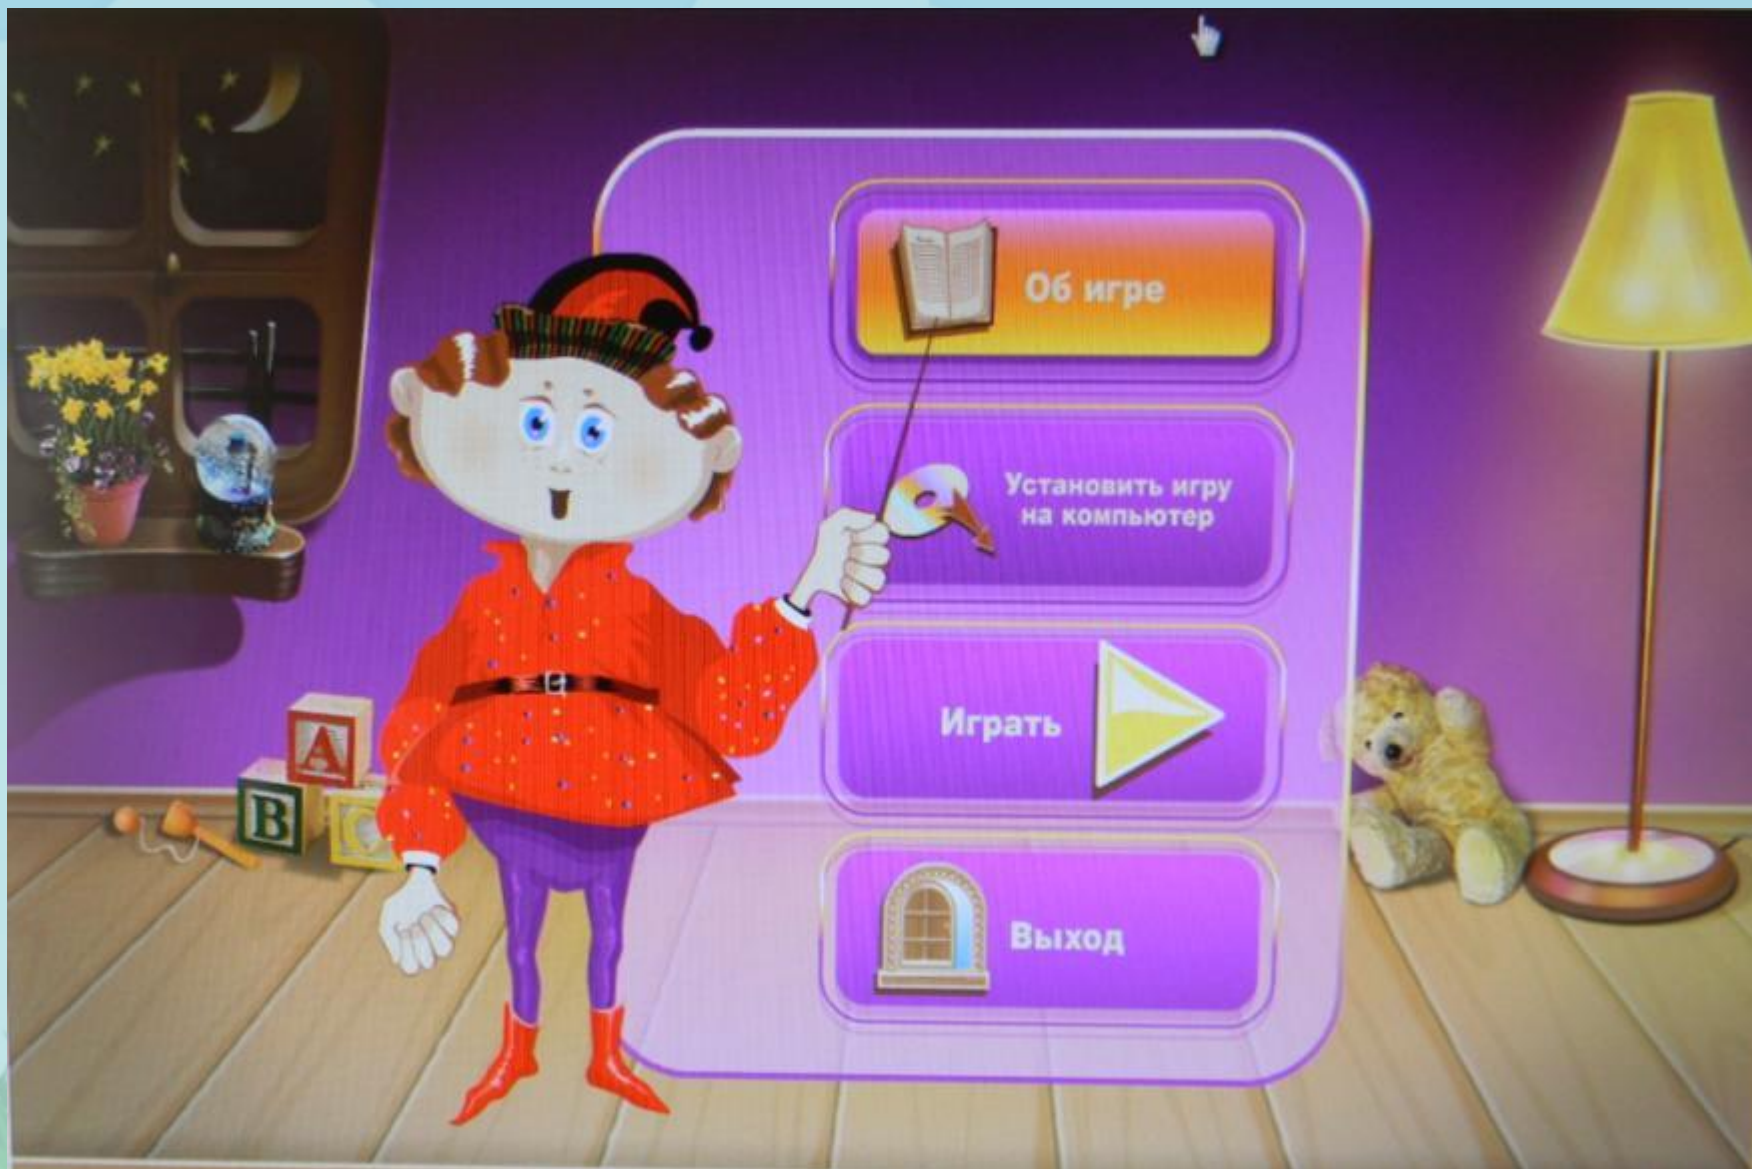 Об игре
Установить игру
на компьютер
Играть
Выход
A
B
C